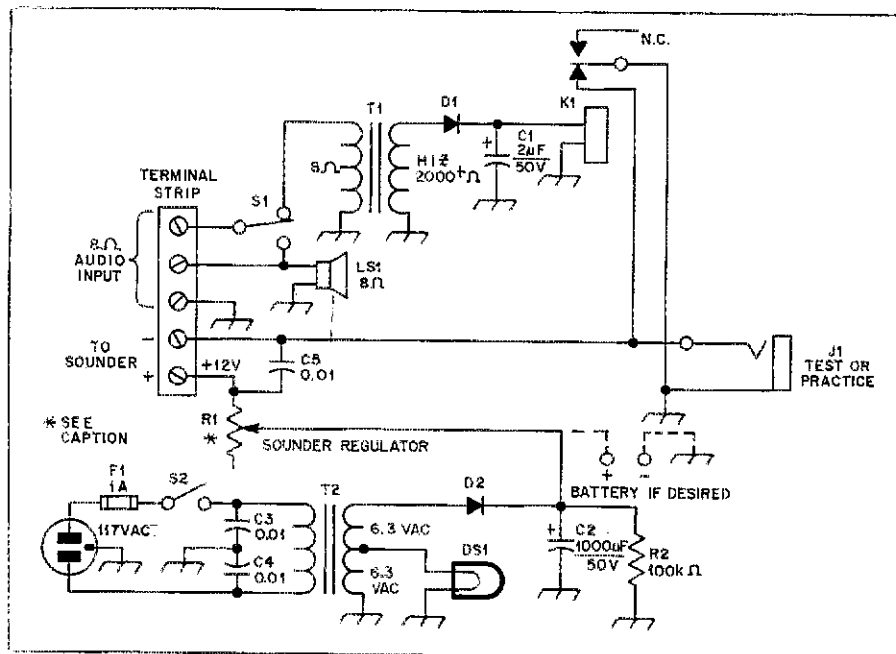 N.C.
K1
D1
T1
+
C1
2µF
50V
8Ω
HI Z
2000+Ω
TERMINAL
STRIP
S1
8Ω
AUDIO
INPUT
LS1
8Ω
−
TO
SOUNDER
+
+12V
C5
0.01
J1
TEST OR
PRACTICE
* SEE
CAPTION
R1
*
SOUNDER REGULATOR
+
−
BATTERY IF DESIRED
F1
1A
S2
T2
D2
117VAC
C3
0.01
C4
0.01
6.3 VAC
6.3
VAC
DS1
+
C2
1000µF
50V
R2
100kΩ